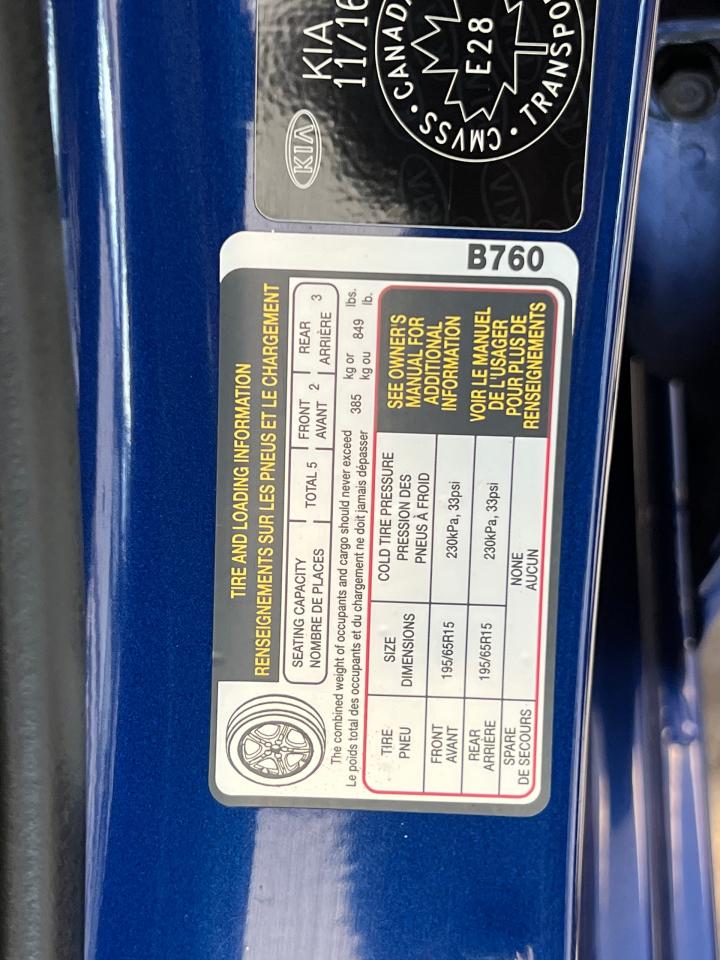 KIA
11/16
CMVSS • CANADA
E28
TRANSPO
KIA
B760
TIRE AND LOADING INFORMATION
RENSEIGNEMENTS SUR LES PNEUS ET LE CHARGEMENT
SEATING CAPACITY TOTAL 5 FRONT 2 REAR 3
NOMBRE DE PLACES AVANT ARRIÈRE
The combined weight of occupants and cargo should never exceed 385 kg or 849 lbs.
Le poids total des occupants et du chargement ne doit jamais dépasser kg ou lb.
TIRE SIZE COLD TIRE PRESSURE
PNEU DIMENSIONS PRESSION DES
PNEUS À FROID
FRONT 195/65R15 230kPa, 33psi
AVANT
REAR 195/65R15 230kPa, 33psi
ARRIÈRE
SPARE NONE
DE SECOURS AUCUN
SEE OWNER'S
MANUAL FOR
ADDITIONAL
INFORMATION
VOIR LE MANUEL
DE L'USAGER
POUR PLUS DE
RENSEIGNEMENTS